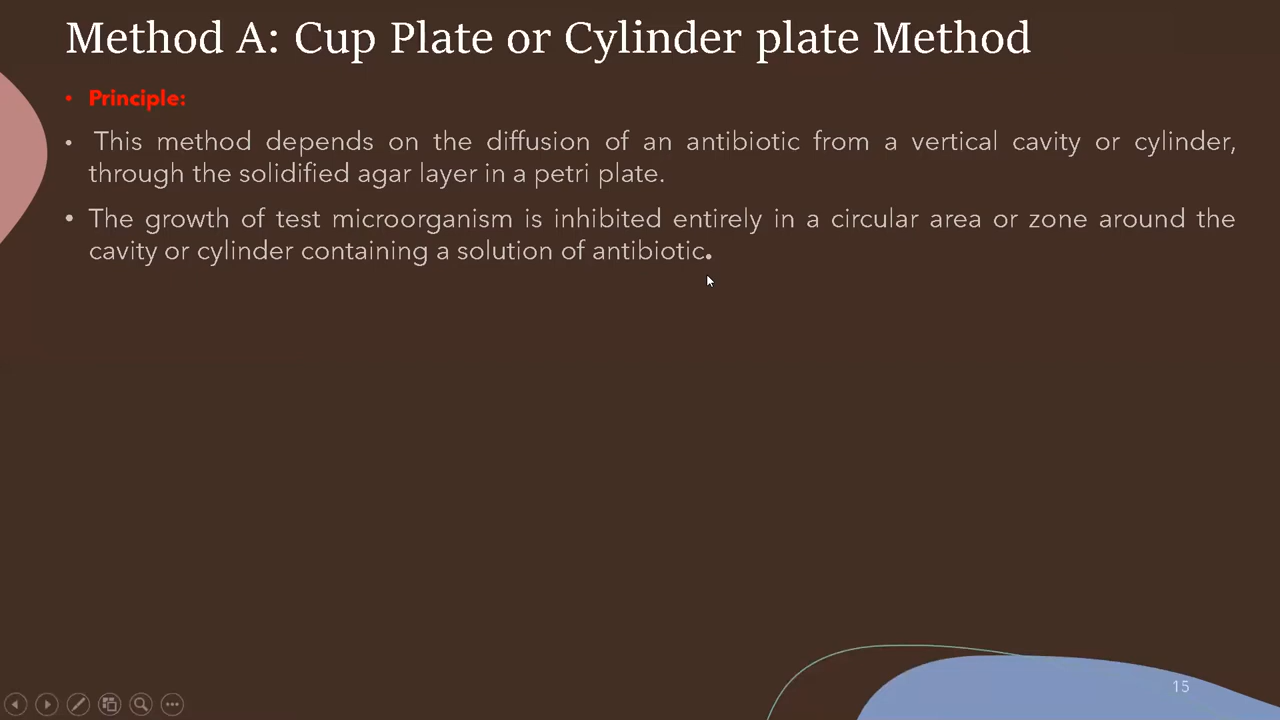 Method A: Cup Plate or Cylinder plate Method
• Principle:
• This method depends on the diffusion of an antibiotic from a vertical cavity or cylinder,
through the solidified agar layer in a petri plate.
• The growth of test microorganism is inhibited entirely in a circular area or zone around the
cavity or cylinder containing a solution of antibiotic.
15